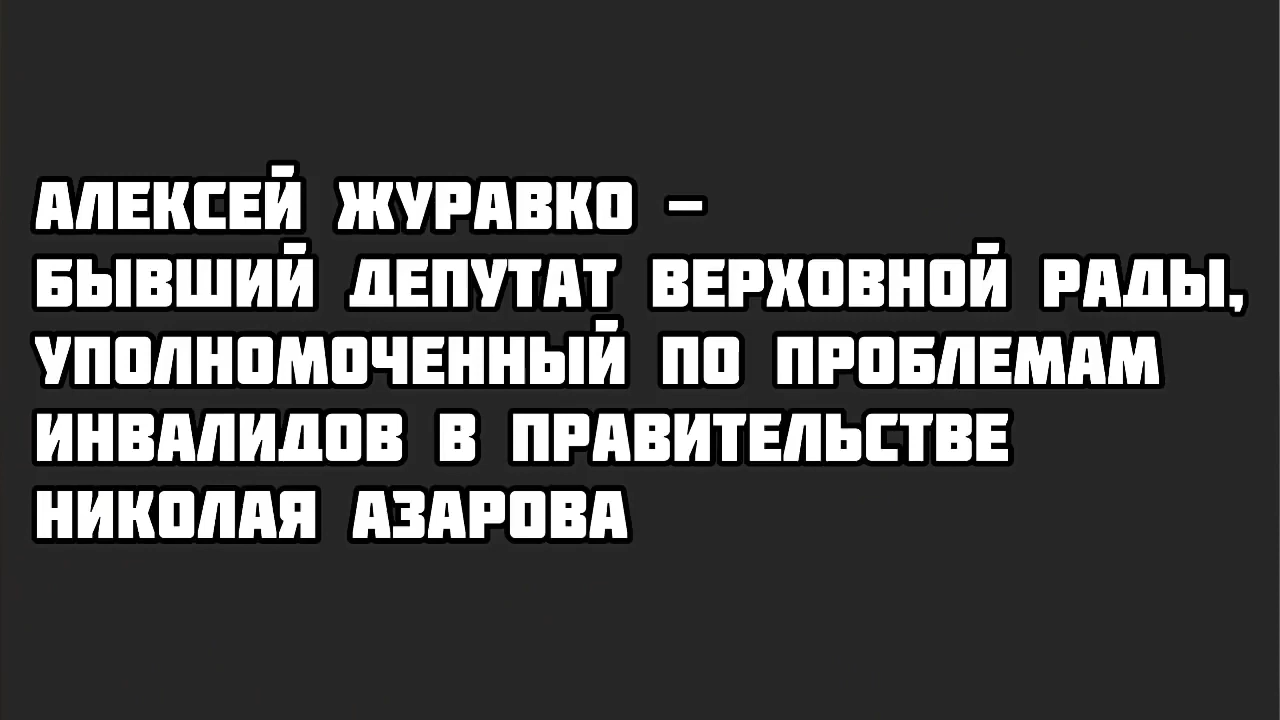 АЛЕКСЕЙ ЖУРАВКО –
БЫВШИЙ ДЕПУТАТ ВЕРХОВНОЙ РАДЫ,
УПОЛНОМОЧЕННЫЙ ПО ПРОБЛЕМАМ
ИНВАЛИДОВ В ПРАВИТЕЛЬСТВЕ
НИКОЛАЯ АЗАРОВА